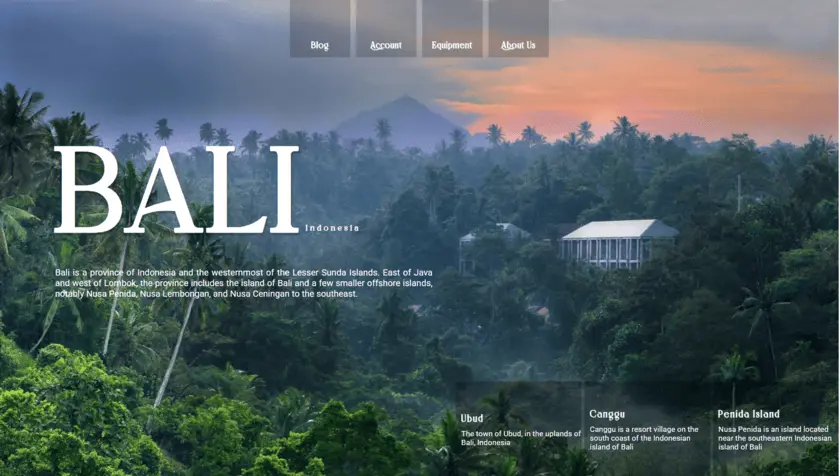 Blog
Account
Equipment
About Us
BALI
Indonesia
Bali is a province of Indonesia and the westernmost of the Lesser Sunda Islands. East of Java
and west of Lombok, the province includes the island of Bali and a few smaller offshore islands,
notably Nusa Penida, Nusa Lembongan, and Nusa Ceningan to the southeast.
Ubud
The town of Ubud, in the uplands of
Bali, Indonesia
Canggu
Canggu is a resort village on the
south coast of the Indonesian
island of Bali
Penida Island
Nusa Penida is an island located
near the southeastern Indonesian
island of Bali